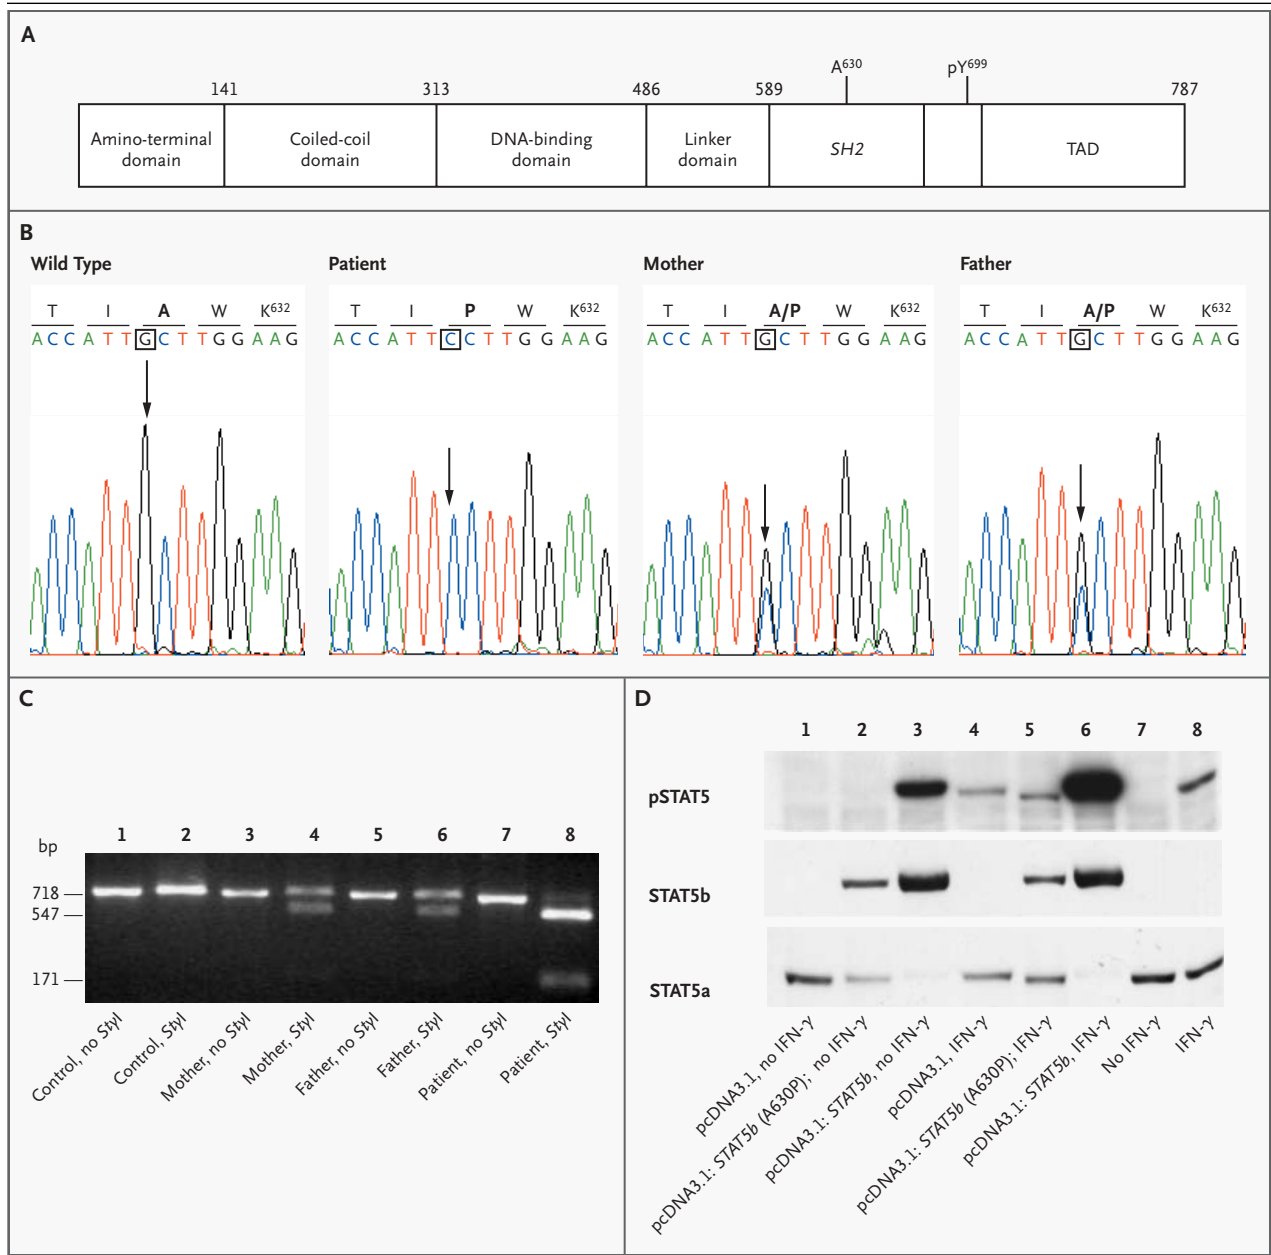 A
141 313 486 589 A630 pY699 787
Amino-terminal domain
Coiled-coil domain
DNA-binding domain
Linker domain
SH2
TAD
B
Wild Type
T I A W K632
A C C A T T G C T T G G A A G
Patient
T I P W K632
A C C A T T C C T T G G A A G
Mother
T I A/P W K632
A C C A T T G C T T G G A A G
Father
T I A/P W K632
A C C A T T G C T T G G A A G
C
1 2 3 4 5 6 7 8
bp
718
547
171
Control, no StyI
Control, StyI
Mother, no StyI
Mother, StyI
Father, no StyI
Father, StyI
Patient, no StyI
Patient, StyI
D
1 2 3 4 5 6 7 8
pSTAT5
STAT5b
STAT5a
pcDNA3.1, no IFN-γ
pcDNA3.1: STAT5b (A630P); no IFN-γ
pcDNA3.1: STAT5b, no IFN-γ
pcDNA3.1, IFN-γ
pcDNA3.1: STAT5b (A630P); IFN-γ
pcDNA3.1: STAT5b, IFN-γ
No IFN-γ
IFN-γ